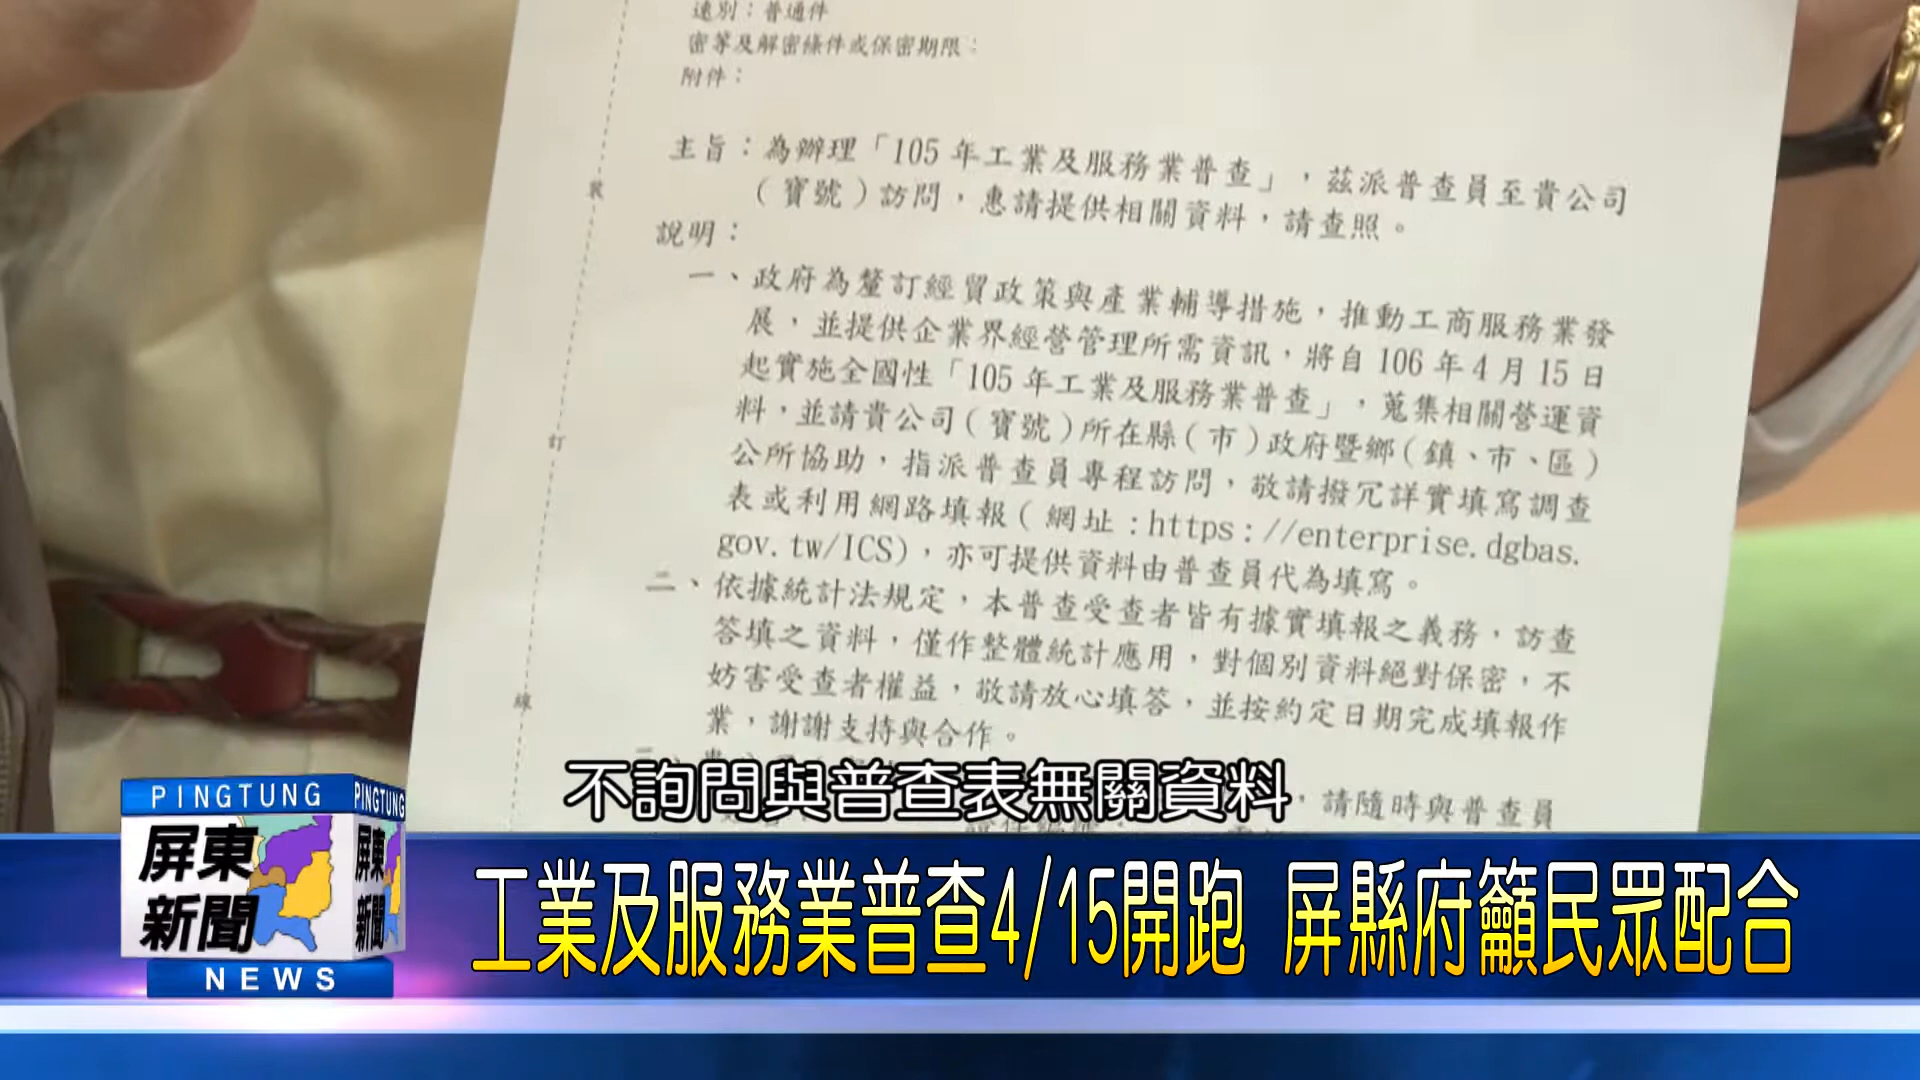 速別：普通件
密等及解密條件或保密期限：
附件：
主旨：為辦理「105 年工業及服務業普查」，茲派普查員至貴公司
（寶號）訪問，惠請提供相關資料，請查照。
說明：
一、政府為釐訂經貿政策與產業輔導措施，推動工商服務業發
展，並提供企業界經營管理所需資訊，將自 106 年 4 月 15 日
起實施全國性「105 年工業及服務業普查」，蒐集相關營運資
料，並請貴公司（寶號）所在縣（市）政府暨鄉（鎮、市、區）
公所協助，指派普查員專程訪問，敬請撥冗詳實填寫調查
表或利用網路填報（網址：https://enterprise.dgbas.
gov.tw/ICS），亦可提供資料由普查員代為填寫。
二、依據統計法規定，本普查受查者皆有據實填報之義務，訪查
答填之資料，僅作整體統計應用，對個別資料絕對保密，不
妨害受查者權益，敬請放心填答，並按約定日期完成填報作
業，謝謝支持與合作。
，請隨時與普查員
裝
訂
線
不詢問與普查表無關資料
PINGTUNG
PINGTUNG
屏東
新聞
屏東
新聞
NEWS
工業及服務業普查4/15開跑 屏縣府籲民眾配合